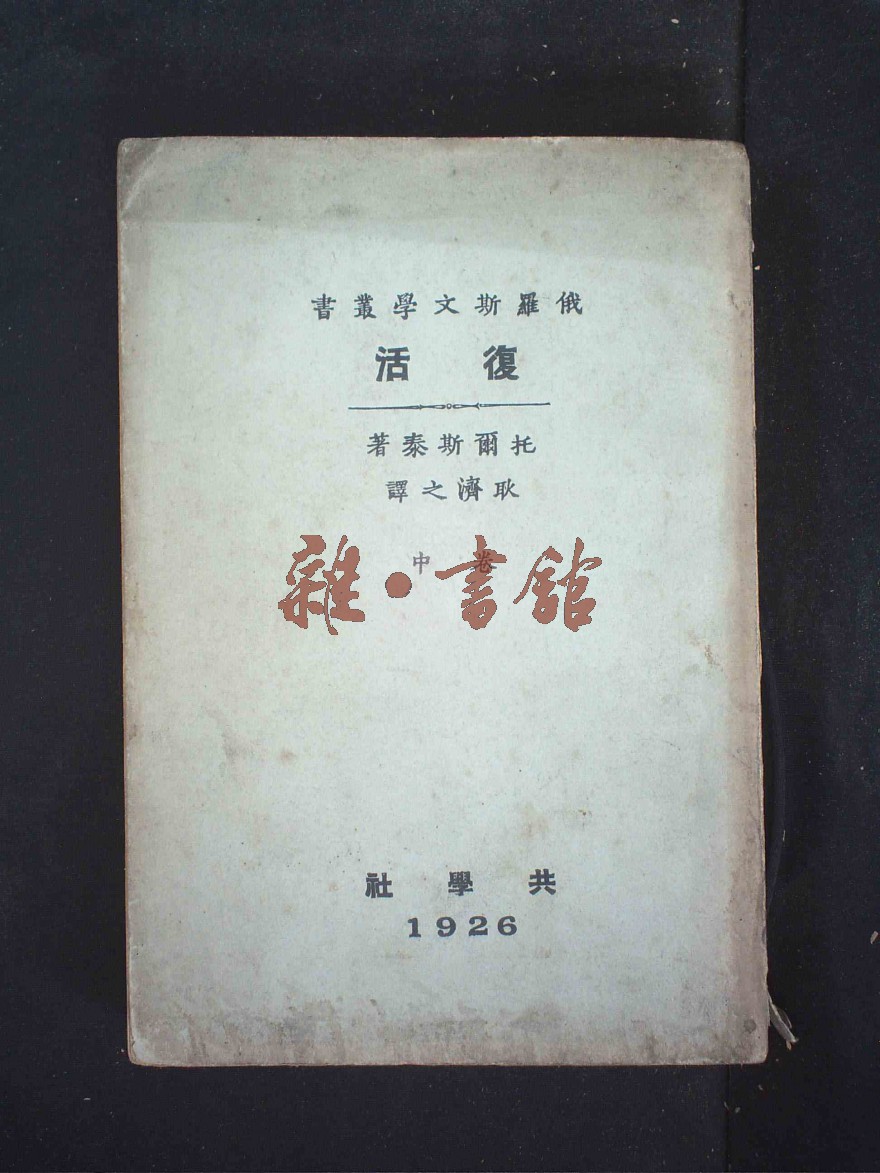 俄羅斯文學叢書
復活
托爾斯泰著
耿濟之譯
卷中
雜·書館
共學社
1926